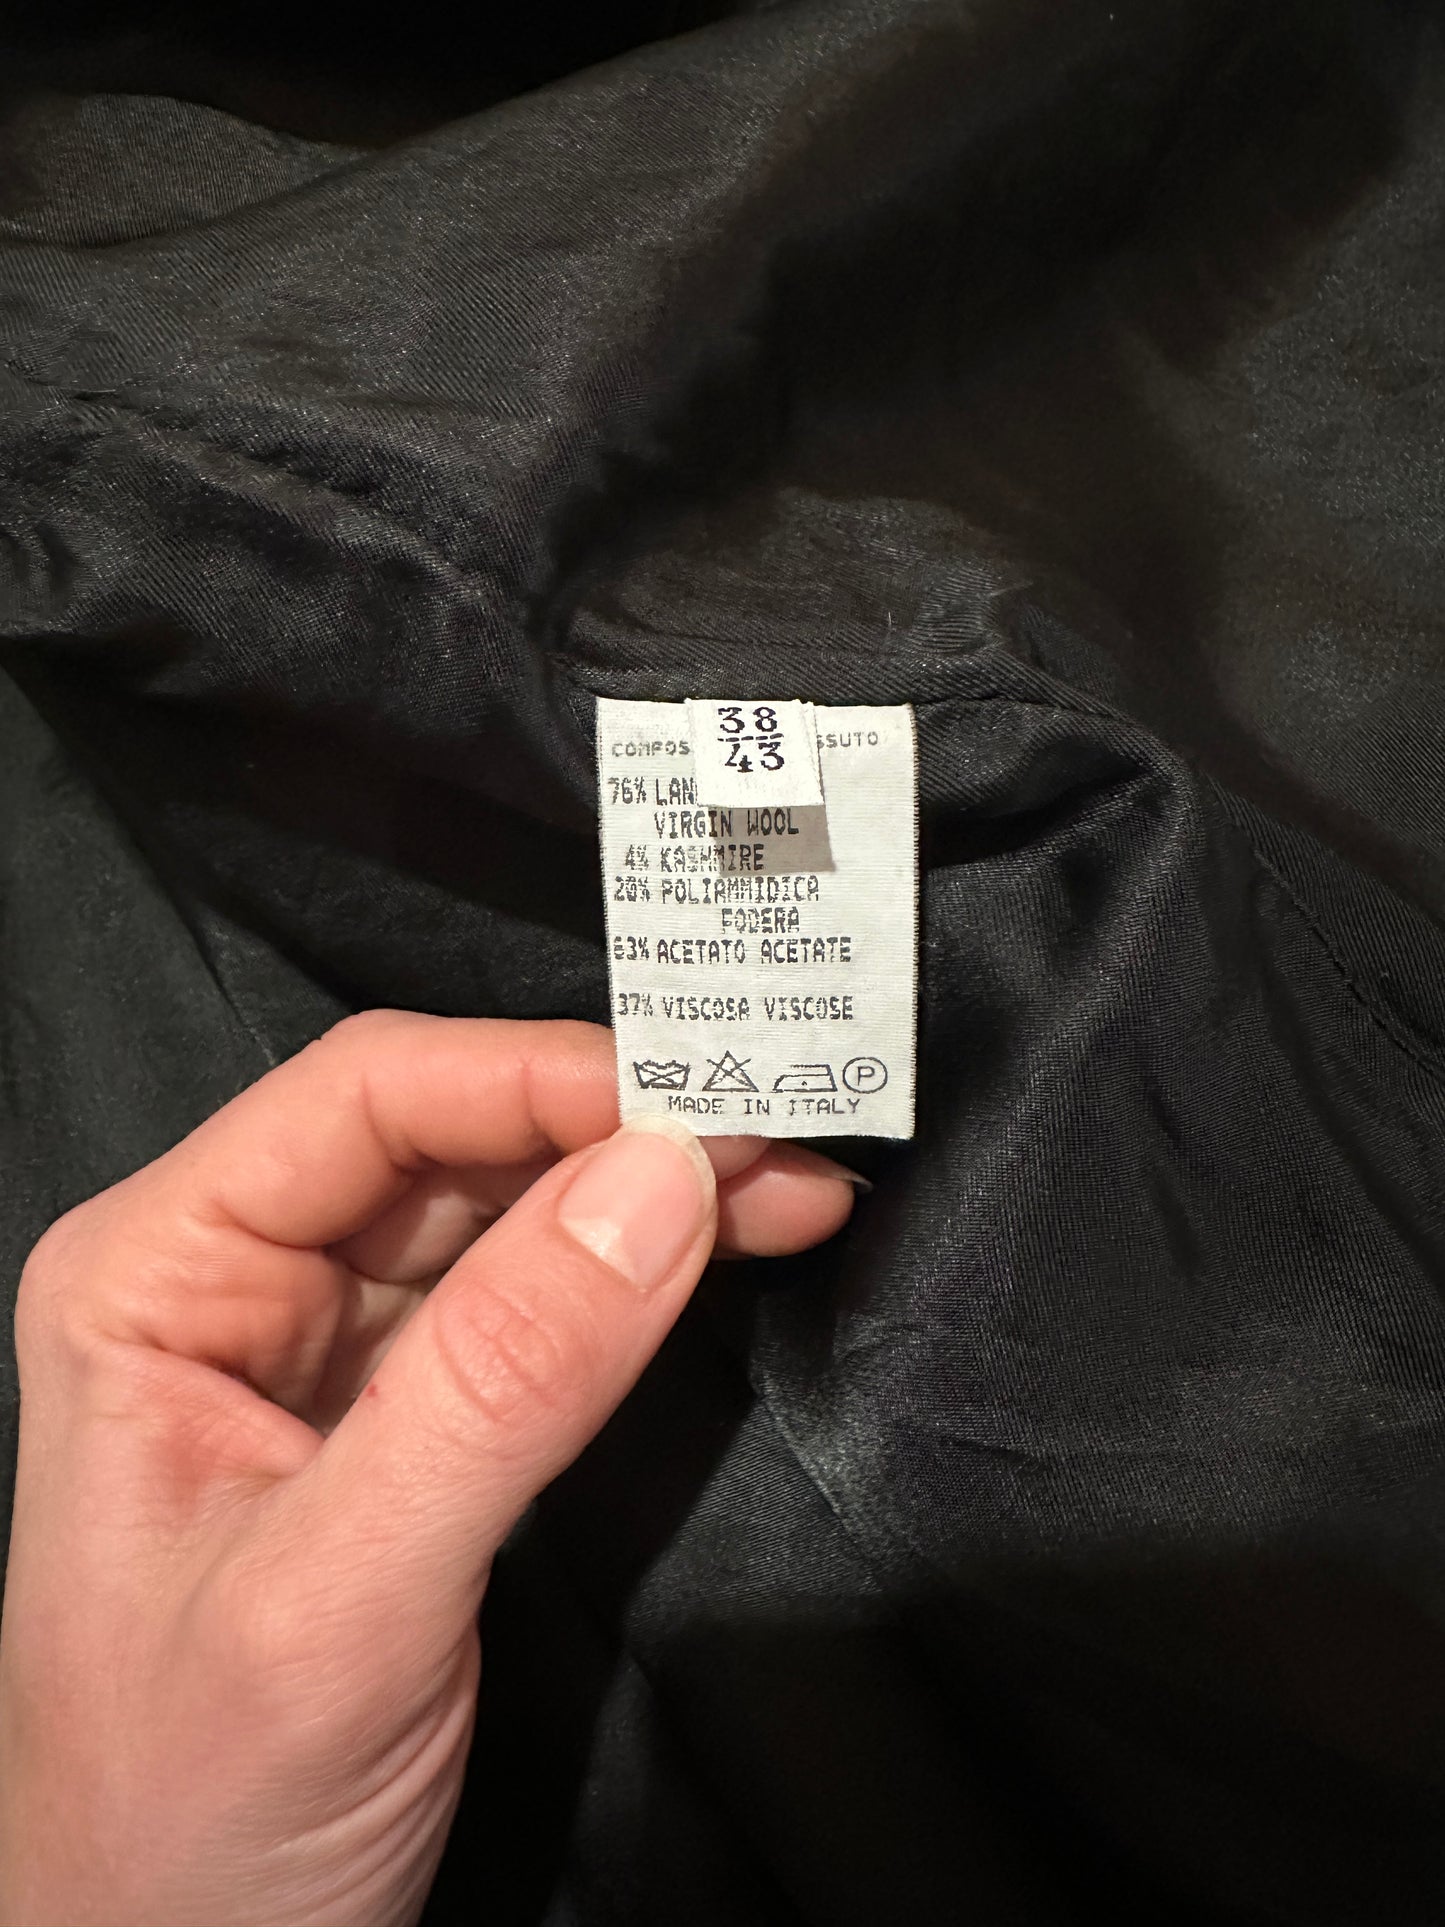 38
43
COMPOS SSUTO
76% LAN
VIRGIN WOOL
4% KASHMIRE
20% POLIAMMIDICA
FODERA
63% ACETATO ACETATE
37% VISCOSA VISCOSE
P
MADE IN ITALY